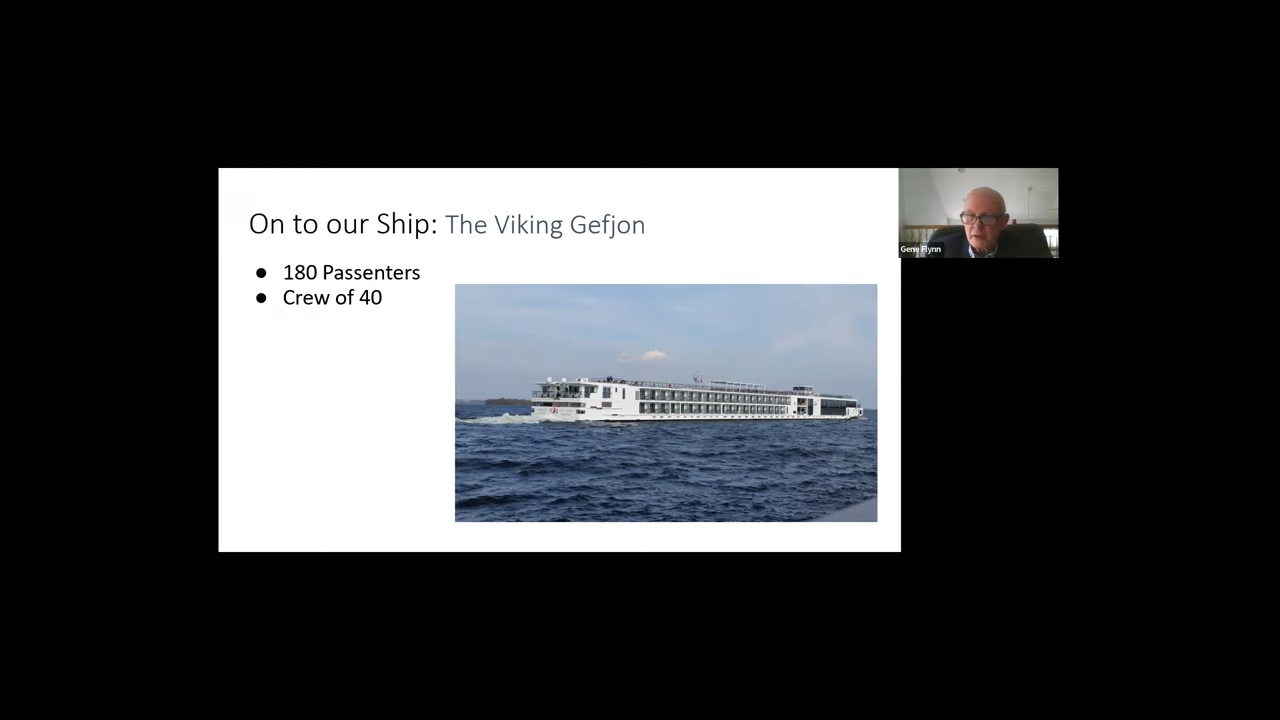 On to our Ship: The Viking Gefjon
● 180 Passenters
● Crew of 40
Gene Flynn